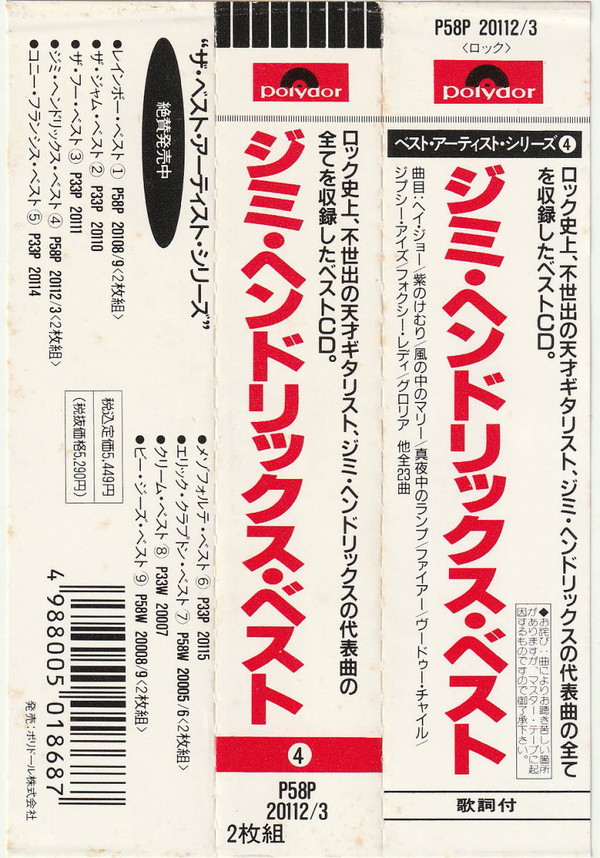 P58P 20112/3
〈ロック〉
polydor
ベスト・アーティスト・シリーズ④
ロック史上、不世出の天才ギタリスト、ジミ・ヘンドリックスの代表曲の全て
を収録したベストCD。
ジミ・ヘンドリックス・ベスト
曲目:ヘイ・ジョー/紫のけむり/風の中のマリー/真夜中のランプ/ファイアー/ヴードゥー・チャイル/
ジプシー・アイズ/フォクシー・レディ/グロリア 他全23曲
◆お詫び:曲によりお聴き苦しい箇所
がありますが、マスター・テープに起
因するものですので御了承下さい。
歌詞付
polydor
ロック史上、不世出の天才ギタリスト、ジミ・ヘンドリックスの代表曲の
全てを収録したベストCD。
ジミ・ヘンドリックス・ベスト
④
P58P
20112/3
2枚組
“ザ・ベスト・アーティスト・シリーズ”
絶賛発売中
●レインボー・ベスト① P58P 20108/9〈2枚組〉
●ザ・ジャム・ベスト② P33P 20110
●ザ・フー・ベスト③ P33P 20111
●ジミ・ヘンドリックス・ベスト④ P58P 20112/3〈2枚組〉
●コニー・フランシス・ベスト⑤ P33P 20114
●メゾフォルテ・ベスト⑥ P33P 20115
●エリック・クラプトン・ベスト⑦ P58W 20005/6〈2枚組〉
●クリーム・ベスト⑧ P33W 20007
●ビー・ジーズ・ベスト⑨ P58W 20008/9〈2枚組〉
税込定価5,449円
(税抜価格5,290円)
4 988005 018687
発売:ポリドール株式会社